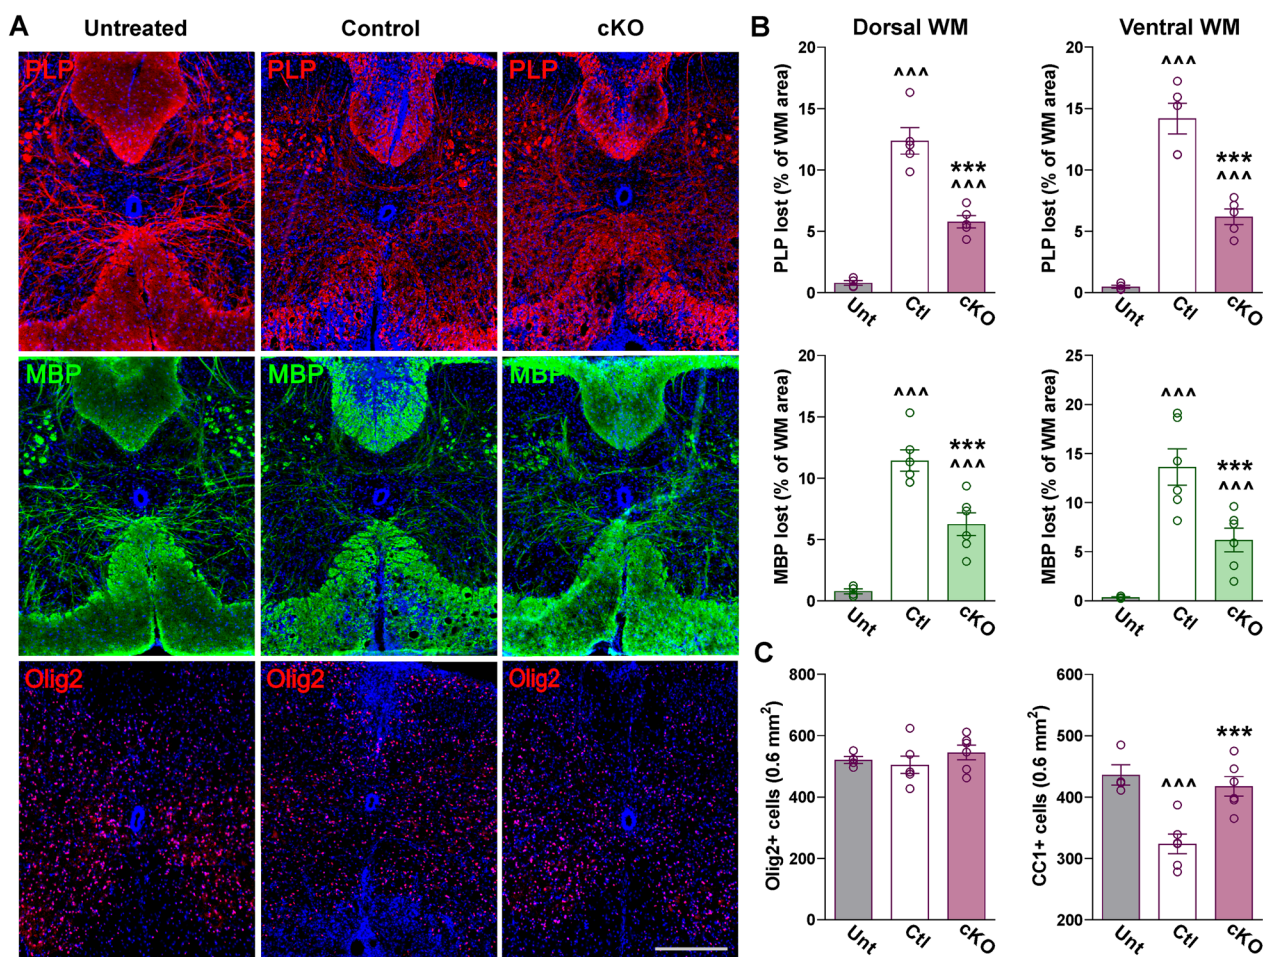 A
Untreated
Control
cKO
PLP
PLP
PLP
MBP
MBP
MBP
Olig2
Olig2
Olig2
B
Dorsal WM
Ventral WM
PLP lost (% of WM area)
20
15
10
5
0
^^^
***
^^^
Unt
Ctl
cKO
PLP lost (% of WM area)
20
15
10
5
0
^^^
***
^^^
Unt
Ctl
cKO
MBP lost (% of WM area)
20
15
10
5
0
^^^
***
^^^
Unt
Ctl
cKO
MBP lost (% of WM area)
25
20
15
10
5
0
^^^
***
^^^
Unt
Ctl
cKO
C
Olig2+ cells (0.6 mm²)
800
600
400
200
0
Unt
Ctl
cKO
CC1+ cells (0.6 mm²)
600
500
400
300
200
^^^
***
Unt
Ctl
cKO